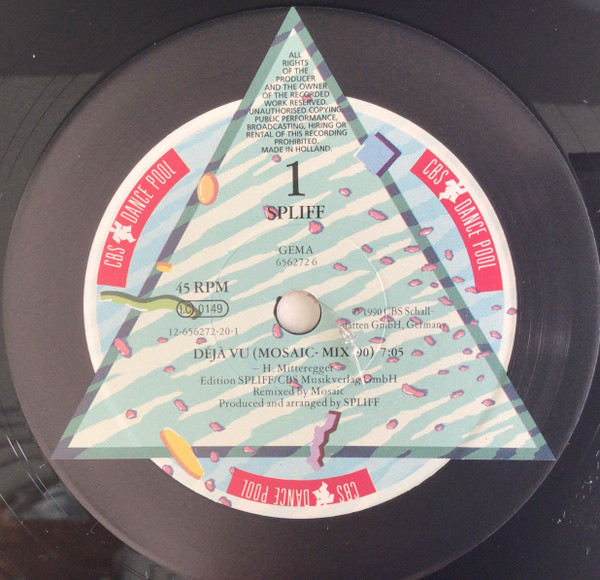 ALL
RIGHTS
OF THE
PRODUCER
AND THE OWNER
OF THE RECORDED
WORK RESERVED.
UNAUTHORISED COPYING,
PUBLIC PERFORMANCE,
BROADCASTING, HIRING OR
RENTAL OF THIS RECORDING
PROHIBITED.
MADE IN HOLLAND.
1
SPLIFF
GEMA
656272 6
CBS DANCE POOL
CBS DANCE POOL
45 RPM
LC 0149
12-656272-20-1
℗ 1990 CBS Schall-
platten GmbH, Germany
DÉJÀ VU (MOSAIC- MIX '90) 7:05
– H. Mitteregger –
Edition SPLIFF/CBS Musikverlag GmbH
Remixed by Mosaic
Produced and arranged by SPLIFF
CBS DANCE POOL